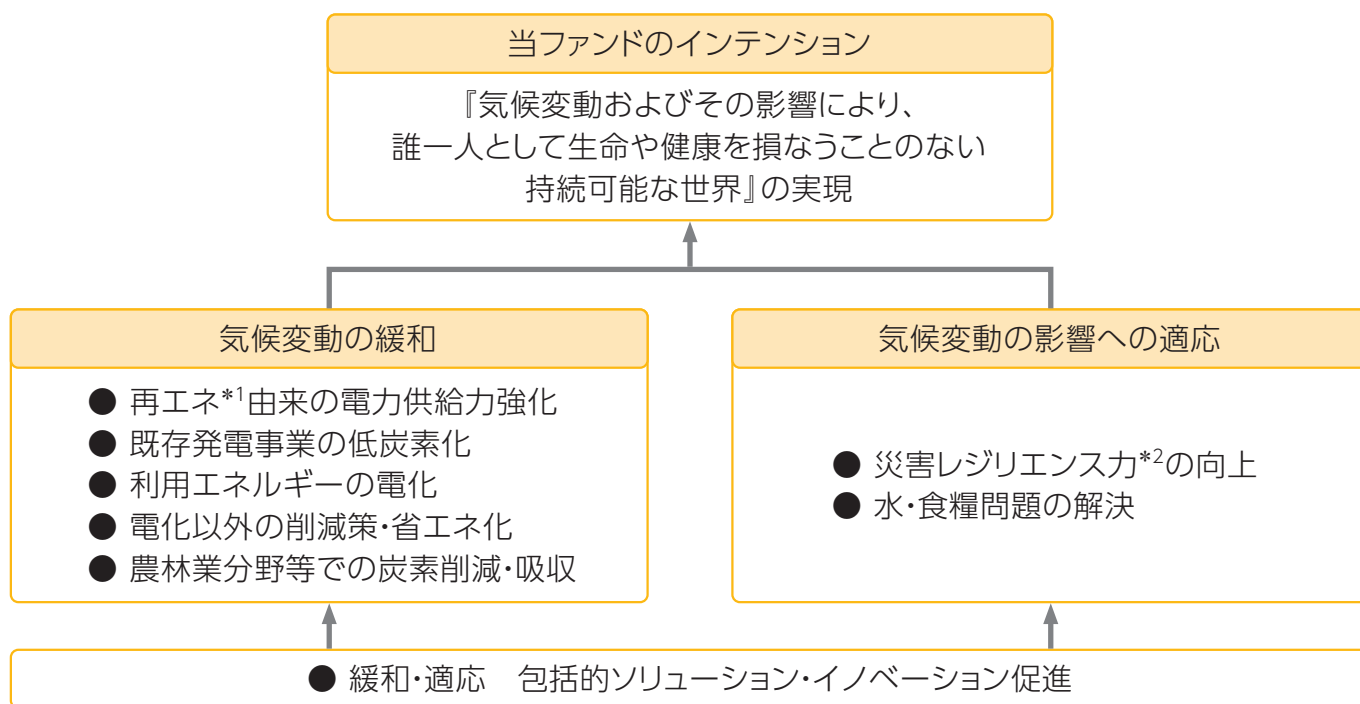 当ファンドのインテンション
『気候変動およびその影響により、
誰一人として生命や健康を損なうことのない
持続可能な世界』の実現
気候変動の緩和
● 再エネ*1由来の電力供給力強化
● 既存発電事業の低炭素化
● 利用エネルギーの電化
● 電化以外の削減策・省エネ化
● 農林業分野等での炭素削減・吸収
気候変動の影響への適応
● 災害レジリエンス力*2の向上
● 水・食糧問題の解決
● 緩和・適応　包括的ソリューション・イノベーション促進